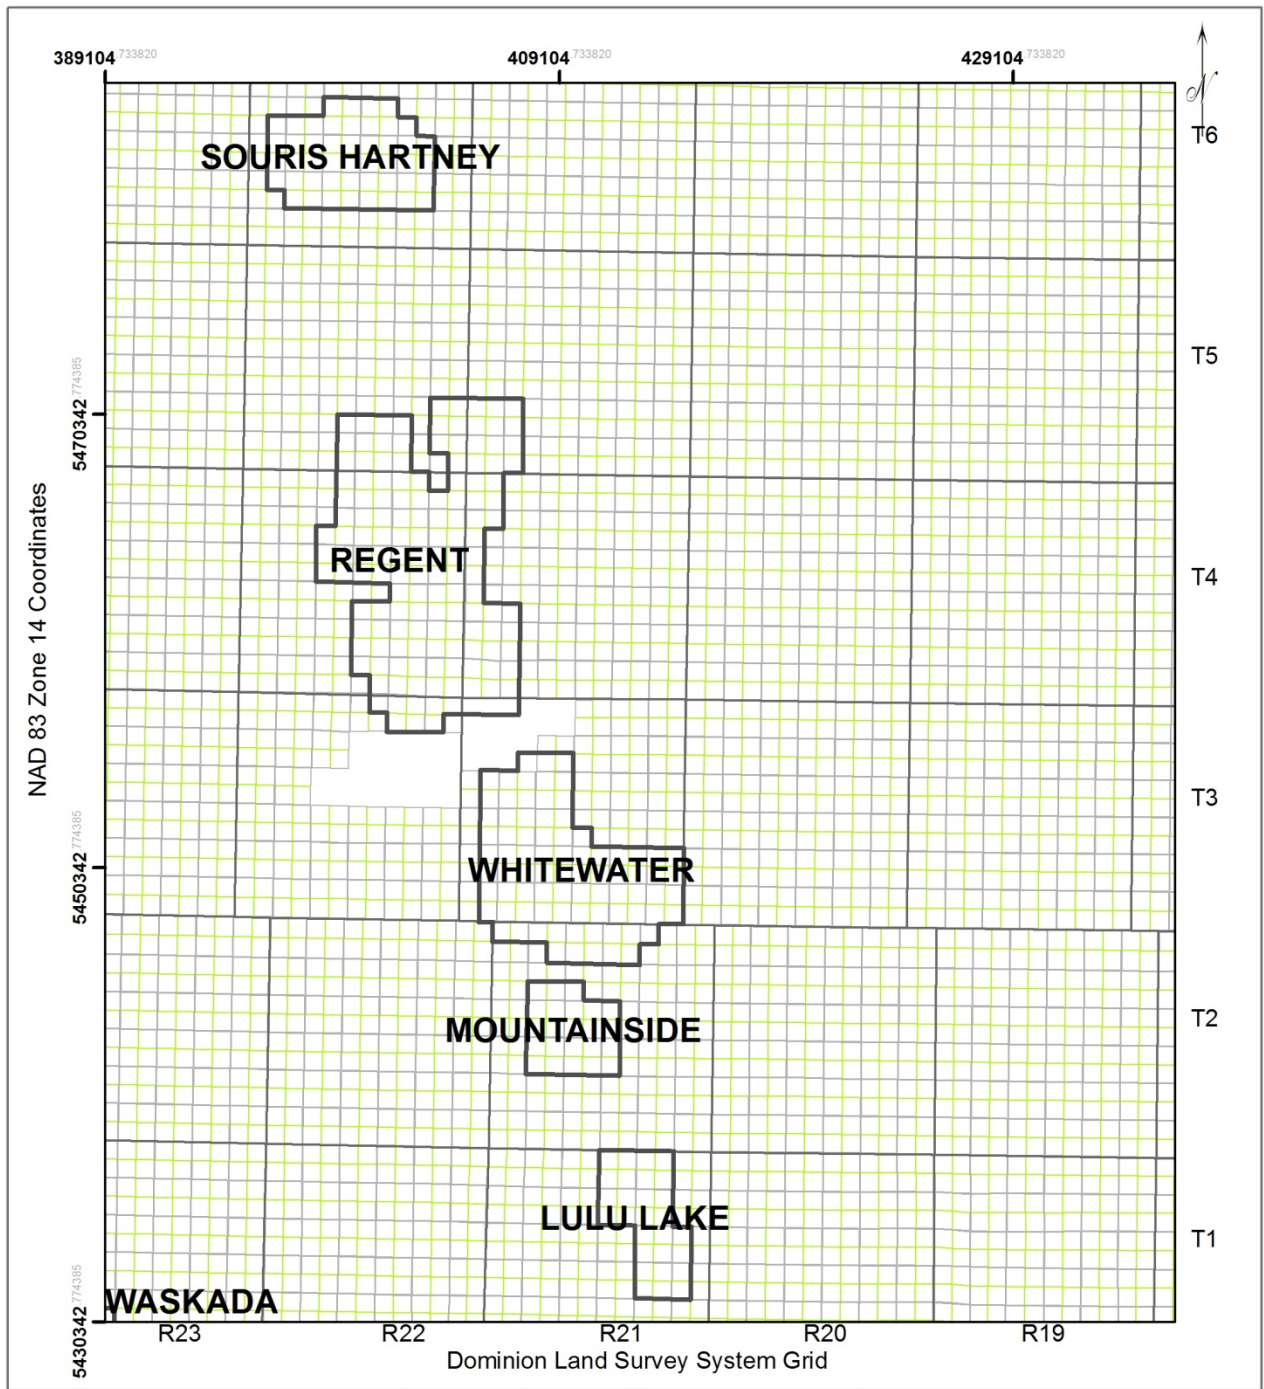 389104.733820
409104.733820
429104.733820
N
T6
SOURIS HARTNEY
T5
5470342.774385
REGENT
T4
NAD 83 Zone 14 Coordinates
T3
5450342.774385
WHITEWATER
T2
MOUNTAINSIDE
LULU LAKE
T1
5430342.774385
WASKADA
R23 R22 R21 R20 R19
Dominion Land Survey System Grid